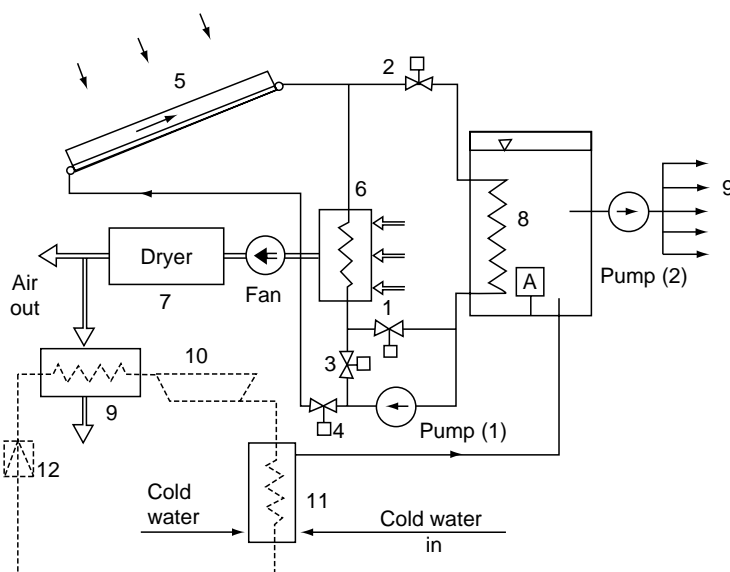 2
5
6
8
9
Dryer
Fan
Pump (2)
Air
out
7
A
1
3
10
4
Pump (1)
9
12
11
Cold
water
Cold water
in